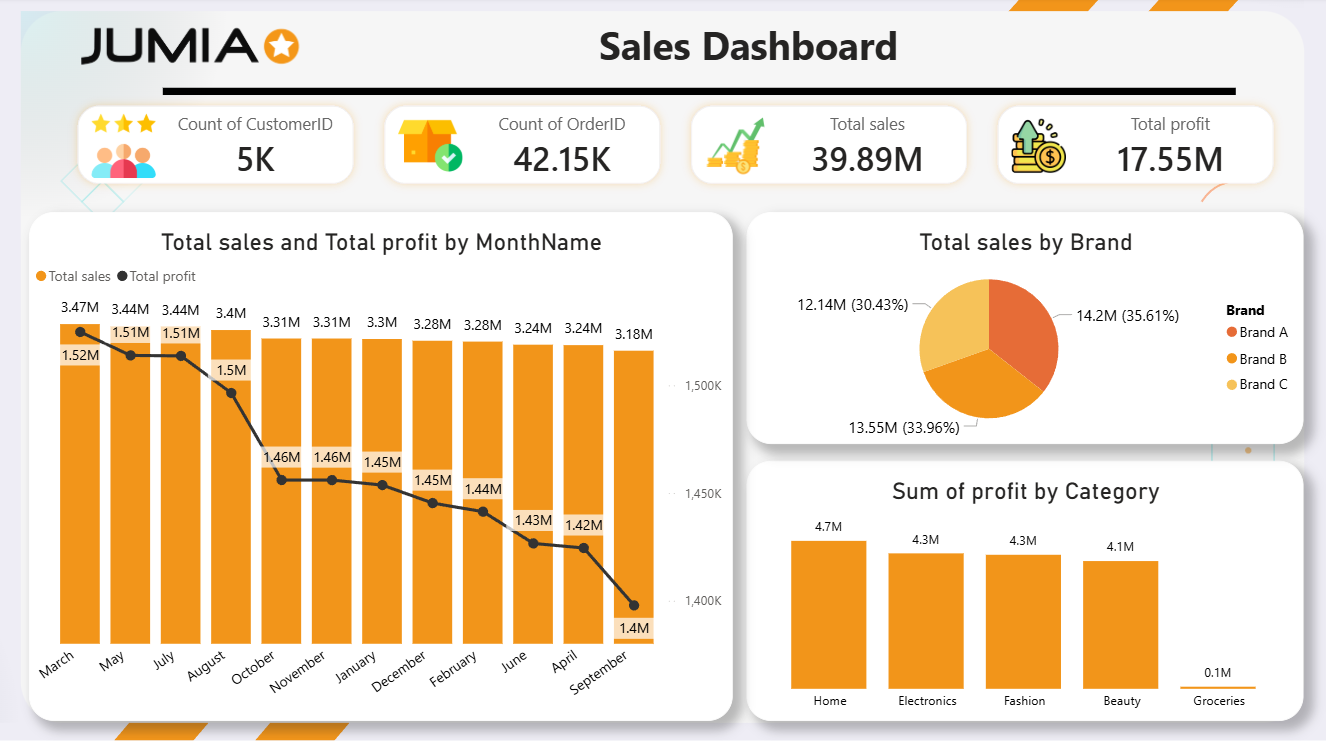 JUMIA
Sales Dashboard
Count of CustomerID
5K
Count of OrderID
42.15K
Total sales
39.89M
Total profit
17.55M
Total sales and Total profit by MonthName
Total sales Total profit
3.47M 3.44M 3.44M 3.4M 3.31M 3.31M 3.3M 3.28M 3.28M 3.24M 3.24M 3.18M
1.52M 1.51M 1.51M 1.5M 1.46M 1.46M 1.45M 1.45M 1.44M 1.43M 1.42M 1.4M
1,500K
1,450K
1,400K
March May July August October November January December February June April September
Total sales by Brand
12.14M (30.43%)
14.2M (35.61%)
13.55M (33.96%)
Brand
Brand A
Brand B
Brand C
Sum of profit by Category
4.7M 4.3M 4.3M 4.1M 0.1M
Home Electronics Fashion Beauty Groceries